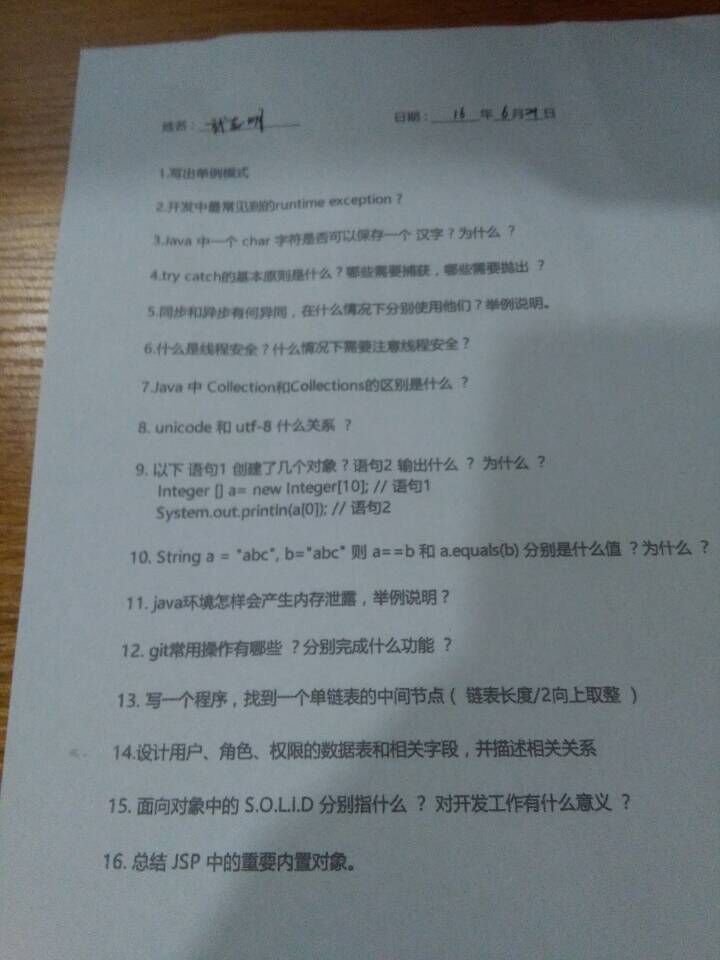 姓名： 明 日期： 16 年 6 月 29 日
1.写出单例模式
2.开发中最常见到的runtime exception？
3.Java 中一个 char 字符是否可以保存一个 汉字？为什么 ？
4.try catch的基本原则是什么？哪些需要捕获，哪些需要抛出 ？
5.同步和异步有何异同，在什么情况下分别使用他们？举例说明。
6.什么是线程安全？什么情况下需要注意线程安全？
7.Java 中 Collection和Collections的区别是什么 ？
8. unicode 和 utf-8 什么关系 ？
9. 以下 语句1 创建了几个对象？语句2 输出什么 ？ 为什么 ？
Integer [] a= new Integer[10]; // 语句1
System.out.println(a[0]); // 语句2
10. String a = "abc", b="abc" 则 a==b 和 a.equals(b) 分别是什么值 ？为什么 ？
11. java环境怎样会产生内存泄露，举例说明？
12. git常用操作有哪些 ？分别完成什么功能 ？
13. 写一个程序，找到一个单链表的中间节点（ 链表长度/2向上取整 ）
14.设计用户、角色、权限的数据表和相关字段，并描述相关关系
15. 面向对象中的 S.O.L.I.D 分别指什么 ？ 对开发工作有什么意义 ？
16. 总结 JSP 中的重要内置对象。